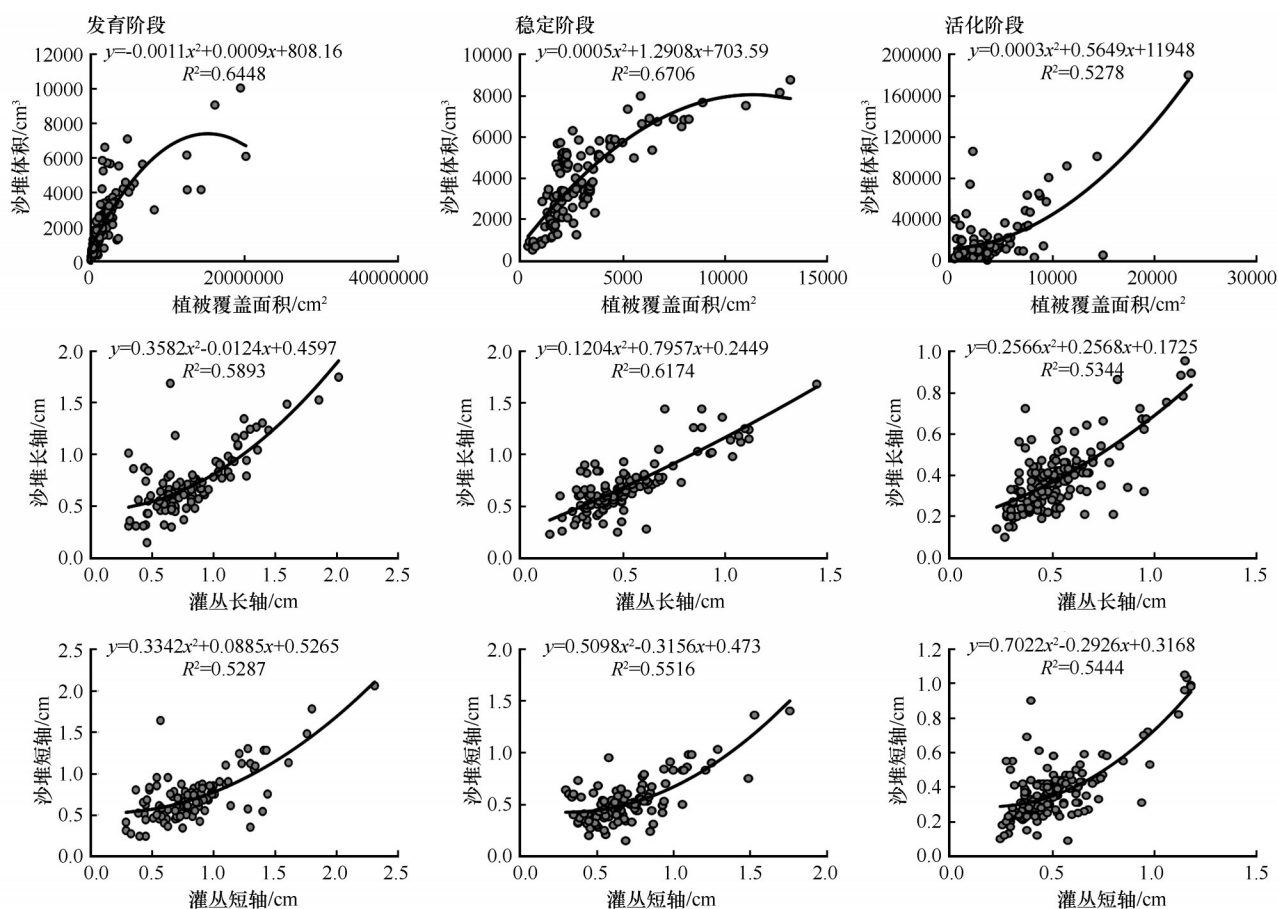 发育阶段
y=-0.0011x²+0.0009x+808.16
R²=0.6448
12000
10000
8000
6000
4000
2000
0
沙堆体积/cm³
0
20000000
40000000
植被覆盖面积/cm²
稳定阶段
y=0.0005x²+1.2908x+703.59
R²=0.6706
10000
8000
6000
4000
2000
0
沙堆体积/cm³
0
5000
10000
15000
植被覆盖面积/cm²
活化阶段
y=0.0003x²+0.5649x+11948
R²=0.5278
200000
160000
120000
80000
40000
0
沙堆体积/cm³
0
10000
20000
30000
植被覆盖面积/cm²
y=0.3582x²-0.0124x+0.4597
R²=0.5893
2.0
1.5
1.0
0.5
0.0
沙堆长轴/cm
0.0
0.5
1.0
1.5
2.0
2.5
灌丛长轴/cm
y=0.1204x²+0.7957x+0.2449
R²=0.6174
2.0
1.5
1.0
0.5
0.0
沙堆长轴/cm
0.0
0.5
1.0
1.5
灌丛长轴/cm
y=0.2566x²+0.2568x+0.1725
R²=0.5344
1.0
0.8
0.6
0.4
0.2
0.0
沙堆长轴/cm
0.0
0.5
1.0
1.5
灌丛长轴/cm
y=0.3342x²+0.0885x+0.5265
R²=0.5287
2.5
2.0
1.5
1.0
0.5
0.0
沙堆短轴/cm
0.0
0.5
1.0
1.5
2.0
2.5
灌丛短轴/cm
y=0.5098x²-0.3156x+0.473
R²=0.5516
2.0
1.5
1.0
0.5
0.0
沙堆短轴/cm
0.0
0.5
1.0
1.5
2.0
灌丛短轴/cm
y=0.7022x²-0.2926x+0.3168
R²=0.5444
1.2
1.0
0.8
0.6
0.4
0.2
0.0
沙堆短轴/cm
0.0
0.5
1.0
1.5
灌丛短轴/cm